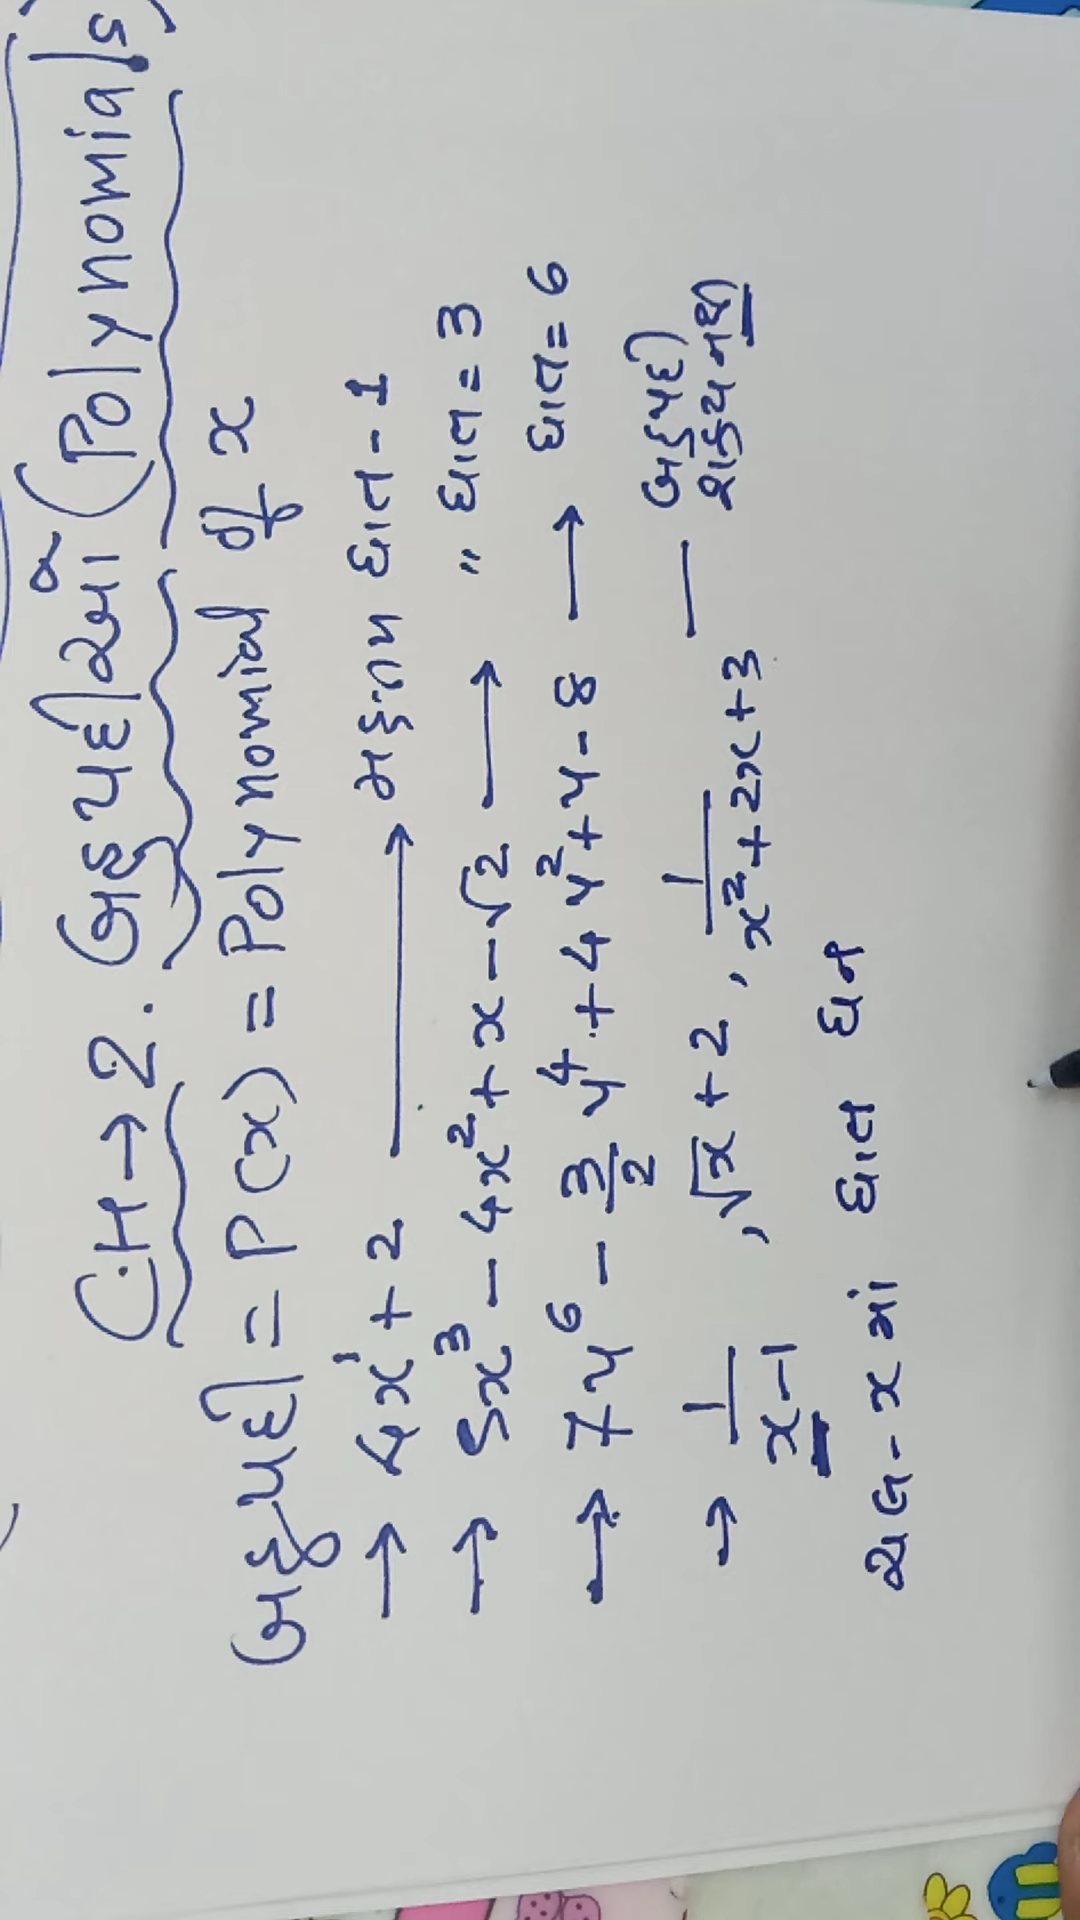 CH→2. બહુપદીઓ (Polynomials)
બહુપદી = P(x) = Polynomial of x
→ 4x¹ + 2 → મહત્તમ ઘાત - 1
→ 5x³ - 4x² + x - √2 → " ઘાત = 3
→ 7y⁶ - 3/2 y⁴ + 4y² + y - 8 → ઘાત = 6
→ 1/(x-1), √x + 2, 1/(x²+2x+3) — બહુપદી શક્ય નથી
ચલ - x માં ઘાત ધન